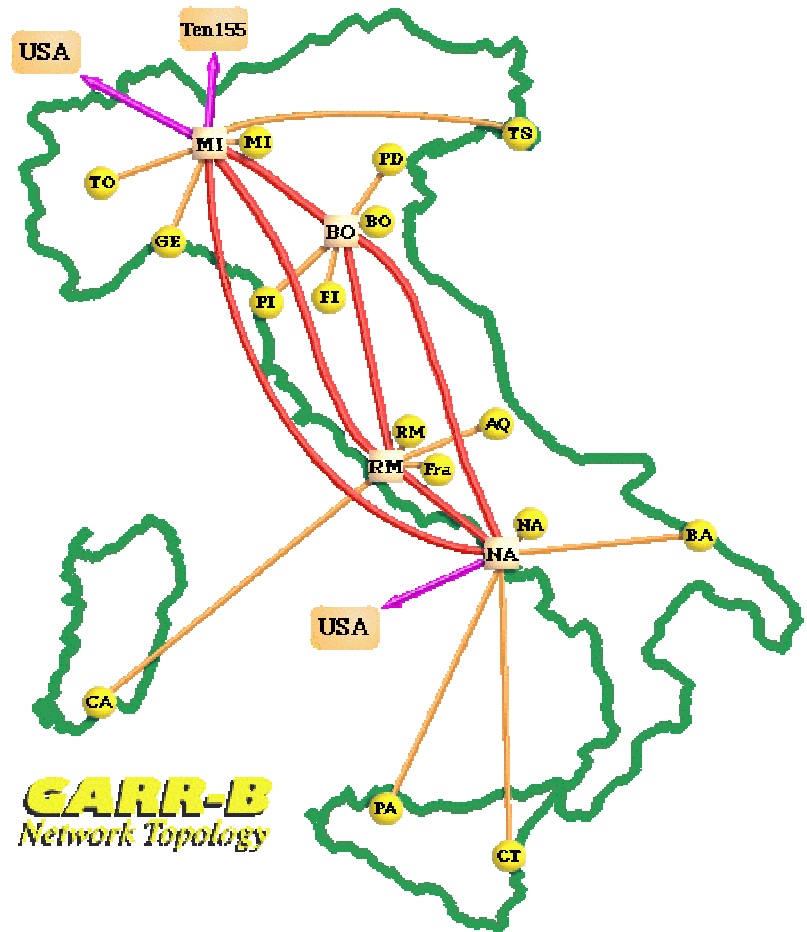 Ten155
USA
TS
MI
MI
PD
TO
BO
BO
GE
PI
FI
RM
AQ
RM
Fra
NA
BA
NA
USA
CA
GARR-B
Network Topology
PA
CT